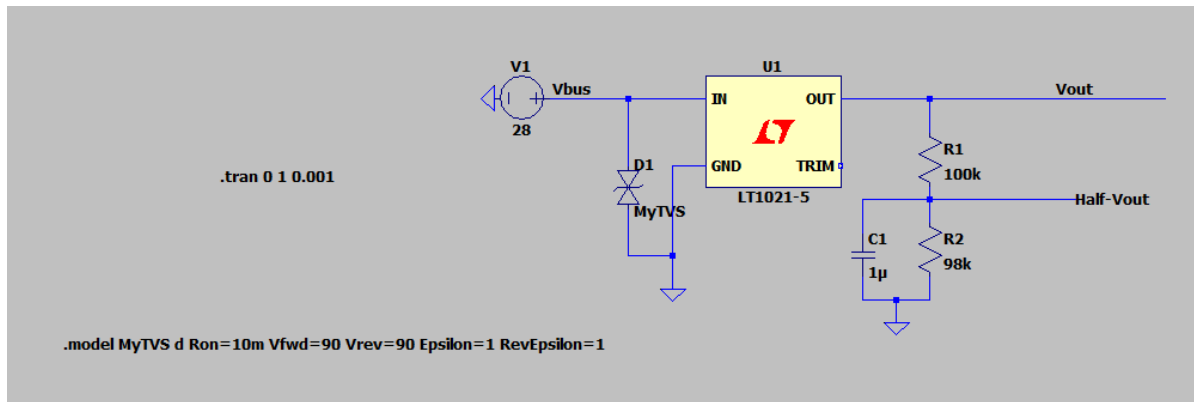 V1
Vbus
28
U1
IN
OUT
GND
TRIM
LT1021-5
Vout
R1
100k
Half-Vout
D1
MyTVS
C1
1µ
R2
98k
.tran 0 1 0.001
.model MyTVS d Ron=10m Vfwd=90 Vrev=90 Epsilon=1 RevEpsilon=1